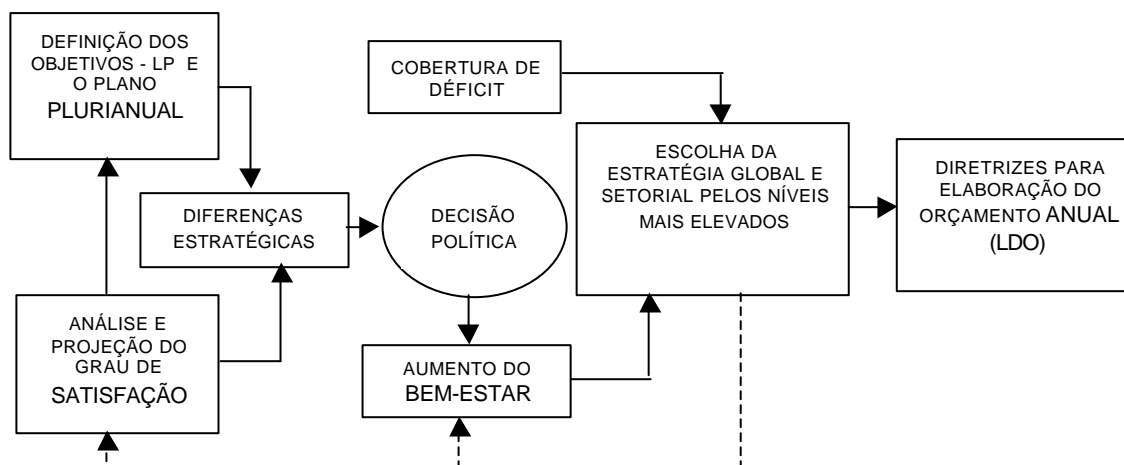 DEFINIÇÃO DOS
OBJETIVOS - LP E
O PLANO
PLURIANUAL
COBERTURA DE
DÉFICIT
ESCOLHA DA
ESTRATÉGIA GLOBAL E
SETORIAL PELOS NÍVEIS
MAIS ELEVADOS
DIRETRIZES PARA
ELABORAÇÃO DO
ORÇAMENTO ANUAL
(LDO)
DIFERENÇAS
ESTRATÉGICAS
DECISÃO
POLÍTICA
ANÁLISE E
PROJEÇÃO DO
GRAU DE
SATISFAÇÃO
AUMENTO DO
BEM-ESTAR